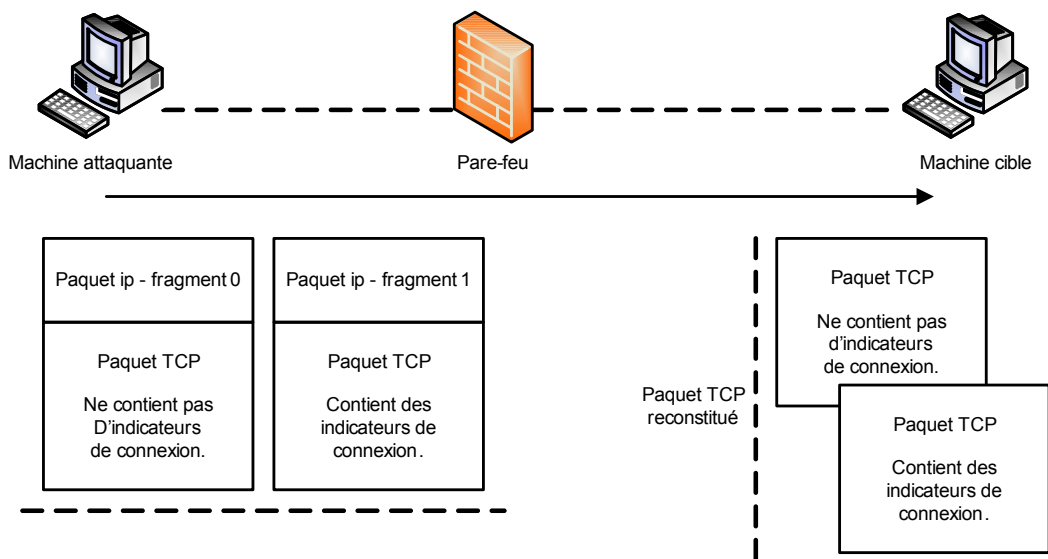 Machine attaquante
Pare-feu
Machine cible
Paquet ip - fragment 0
Paquet TCP
Ne contient pas
D'indicateurs
de connexion.
Paquet ip - fragment 1
Paquet TCP
Contient des
indicateurs de
connexion.
Paquet TCP
reconstitué
Paquet TCP
Ne contient pas
d'indicateurs
de connexion.
Paquet TCP
Contient des
indicateurs de
connexion.